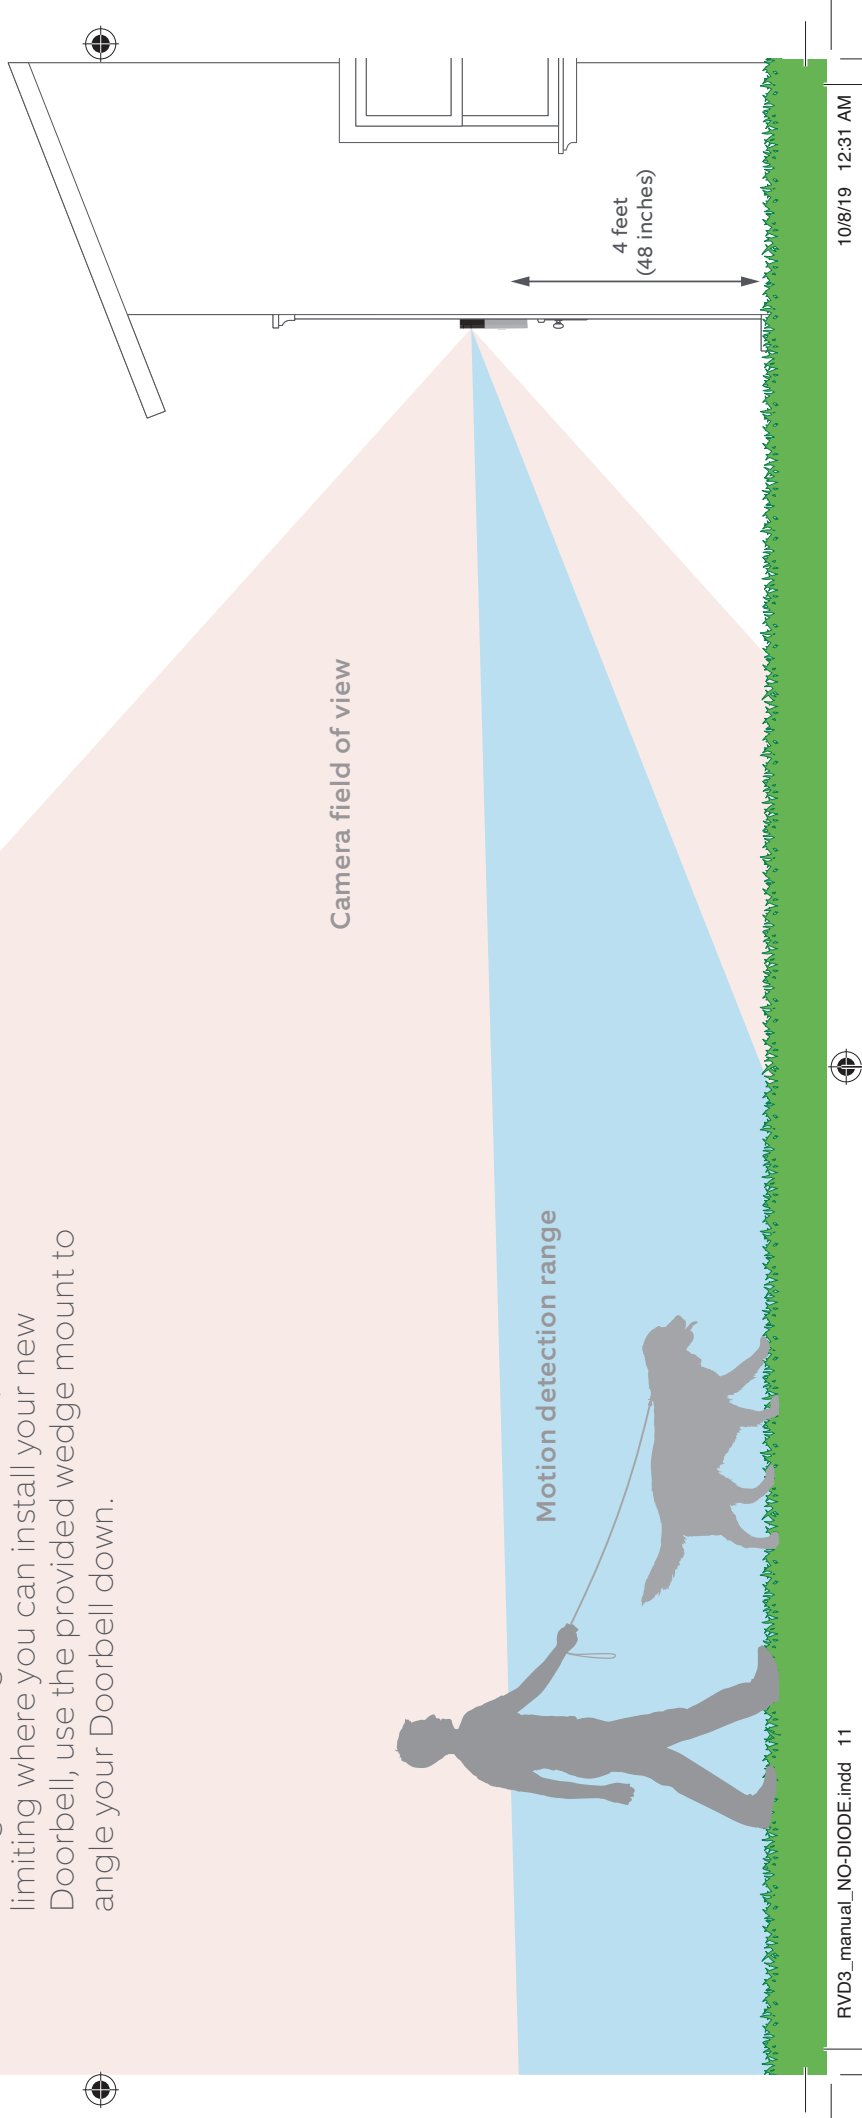 limiting where you can install your new
Doorbell, use the provided wedge mount to
angle your Doorbell down.
Camera field of view
Motion detection range
4 feet
(48 inches)
RVD3_manual_NO-DIODE.indd 11
10/8/19 12:31 AM